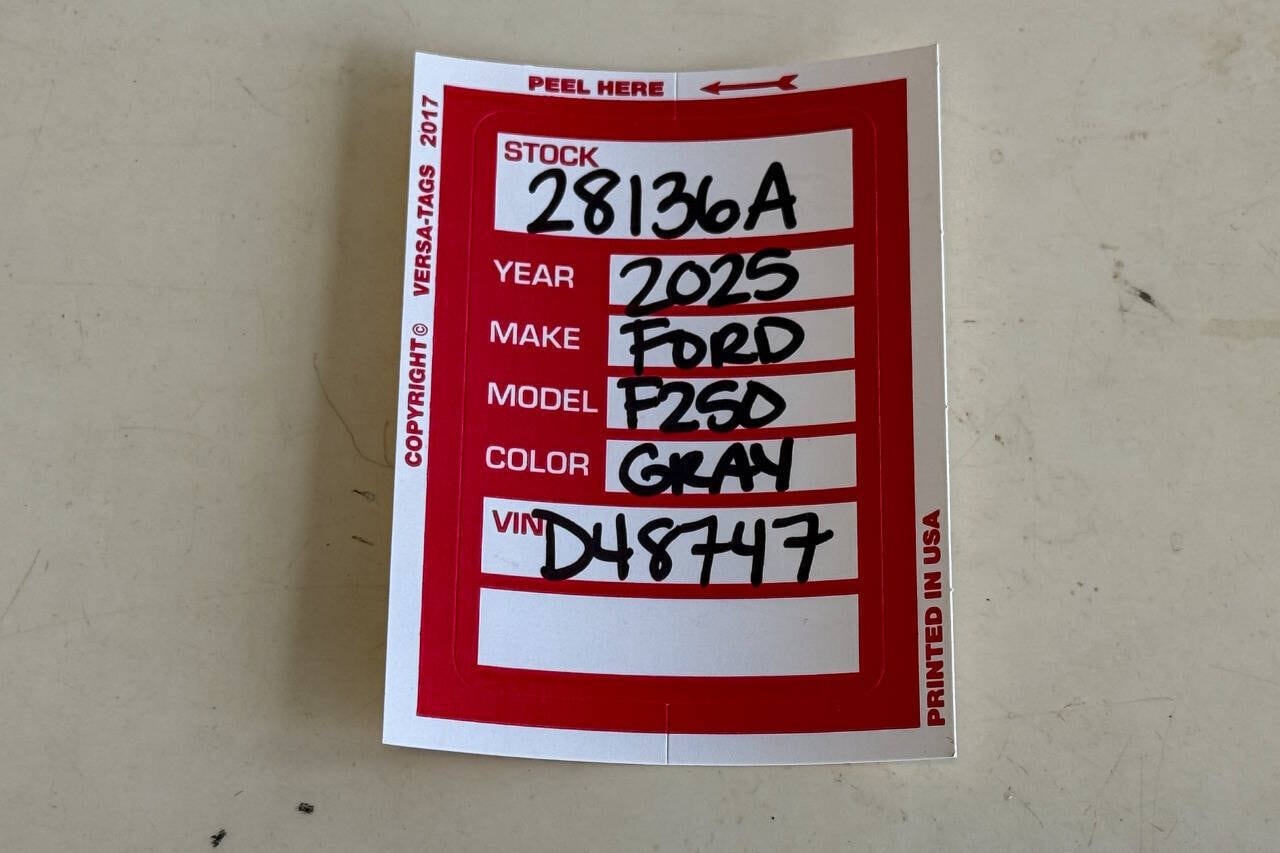 PEEL HERE
COPYRIGHT © VERSA-TAGS 2017
STOCK
28136A
YEAR 2025
MAKE FORD
MODEL F250
COLOR GRAY
VIN D48747
PRINTED IN USA